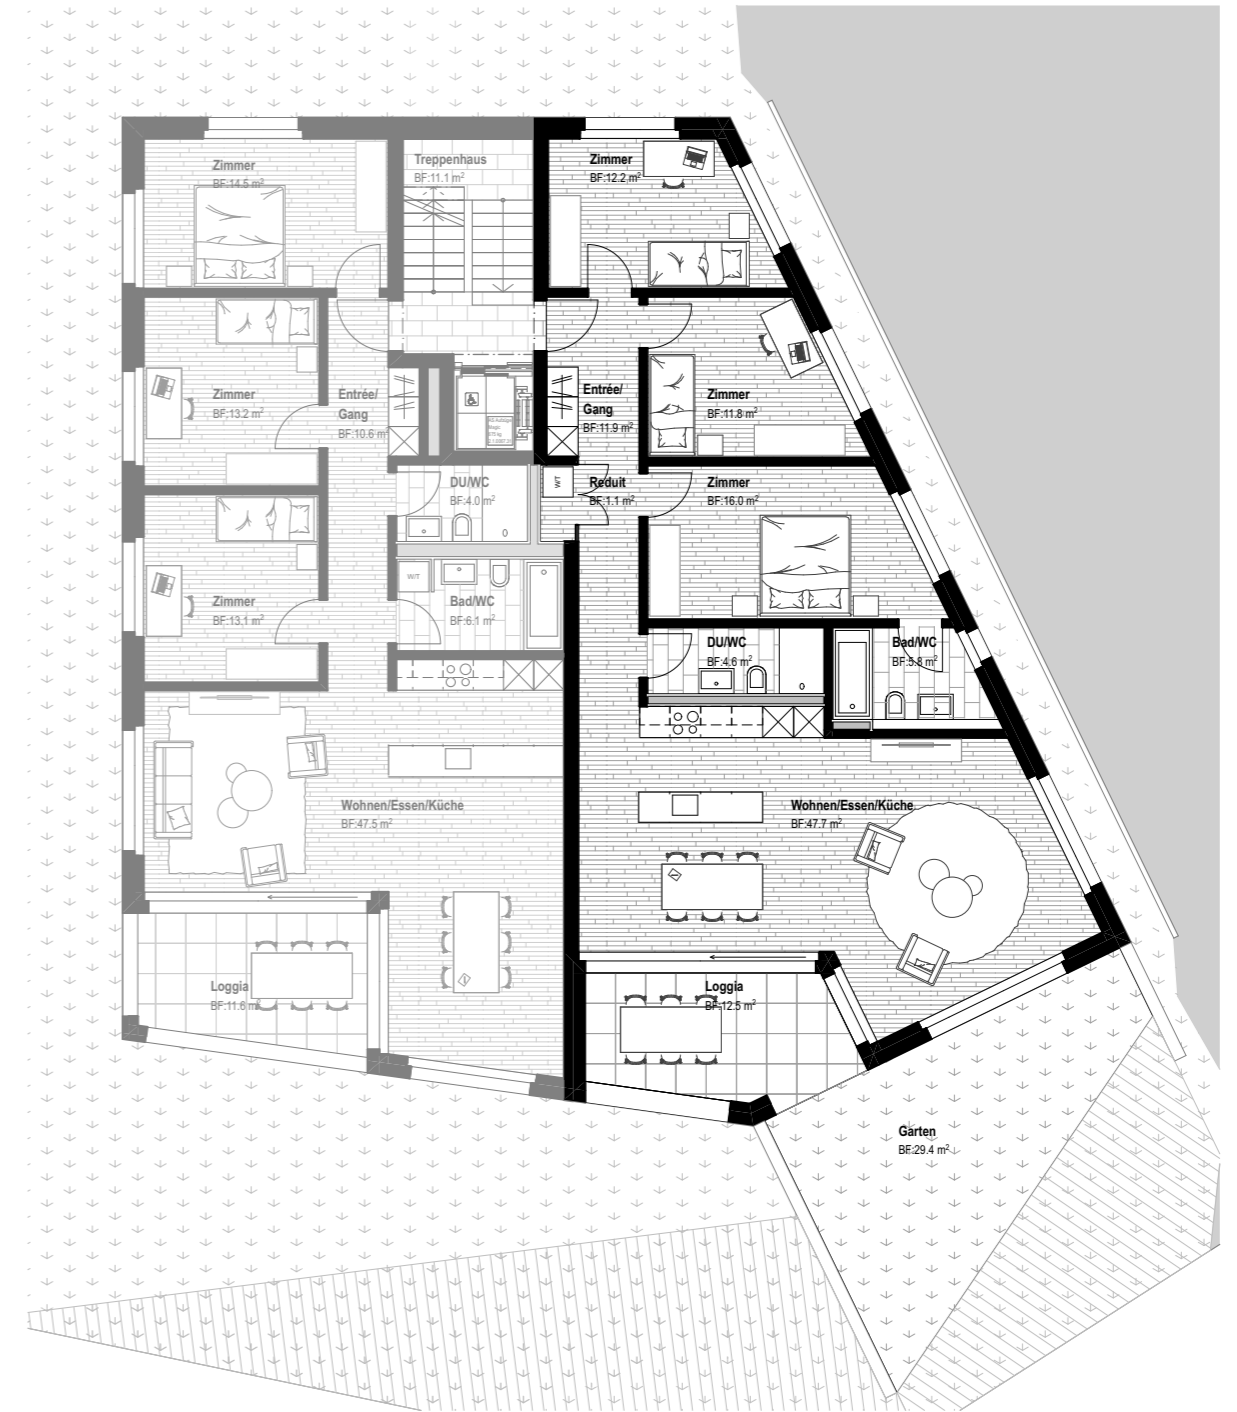 Zimmer
BF:14.5 m²
Treppenhaus
BF:11.1 m²
Zimmer
BF:12.2 m²
Zimmer
BF:13.2 m²
Entrée/
Gang
BF:10.6 m²
Entrée/
Gang
BF:11.9 m²
Zimmer
BF:11.8 m²
DU/WC
BF:4.0 m²
W/T
Reduit
BF:1.1 m²
Zimmer
BF:16.0 m²
Zimmer
BF:13.1 m²
W/T
Bad/WC
BF:6.1 m²
DU/WC
BF:4.6 m²
Bad/WC
BF:5.8 m²
Wohnen/Essen/Küche
BF:47.5 m²
Wohnen/Essen/Küche
BF:47.7 m²
Loggia
BF:11.6 m²
Loggia
BF:12.5 m²
Garten
BF:29.4 m²